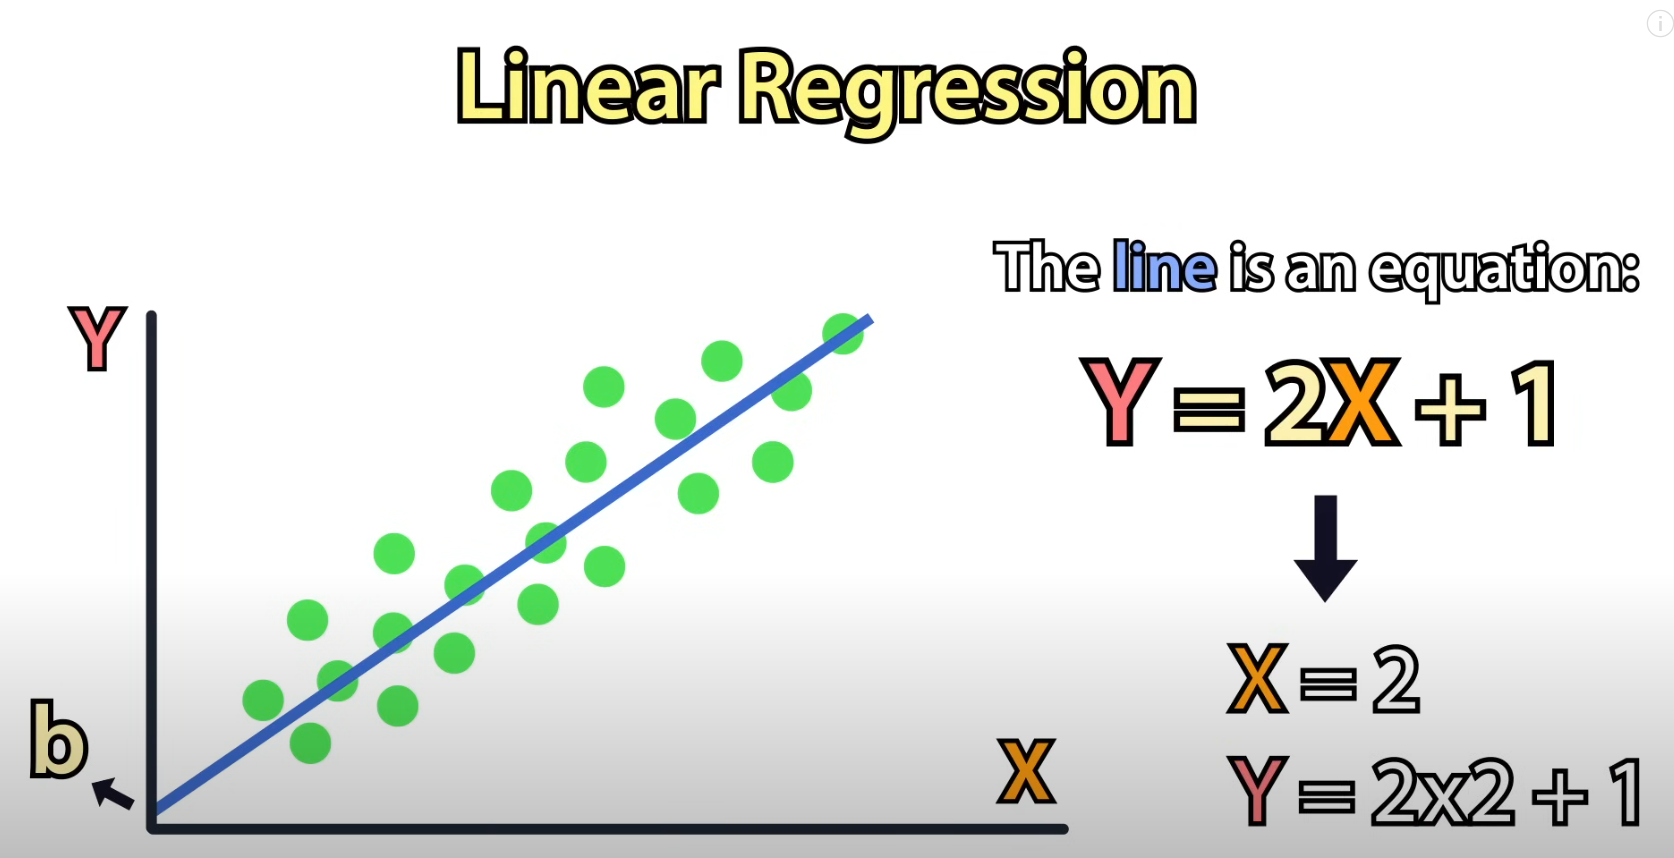 Linear Regression
The line is an equation:
Y
Y = 2X + 1
X = 2
b
X
Y = 2x2 + 1